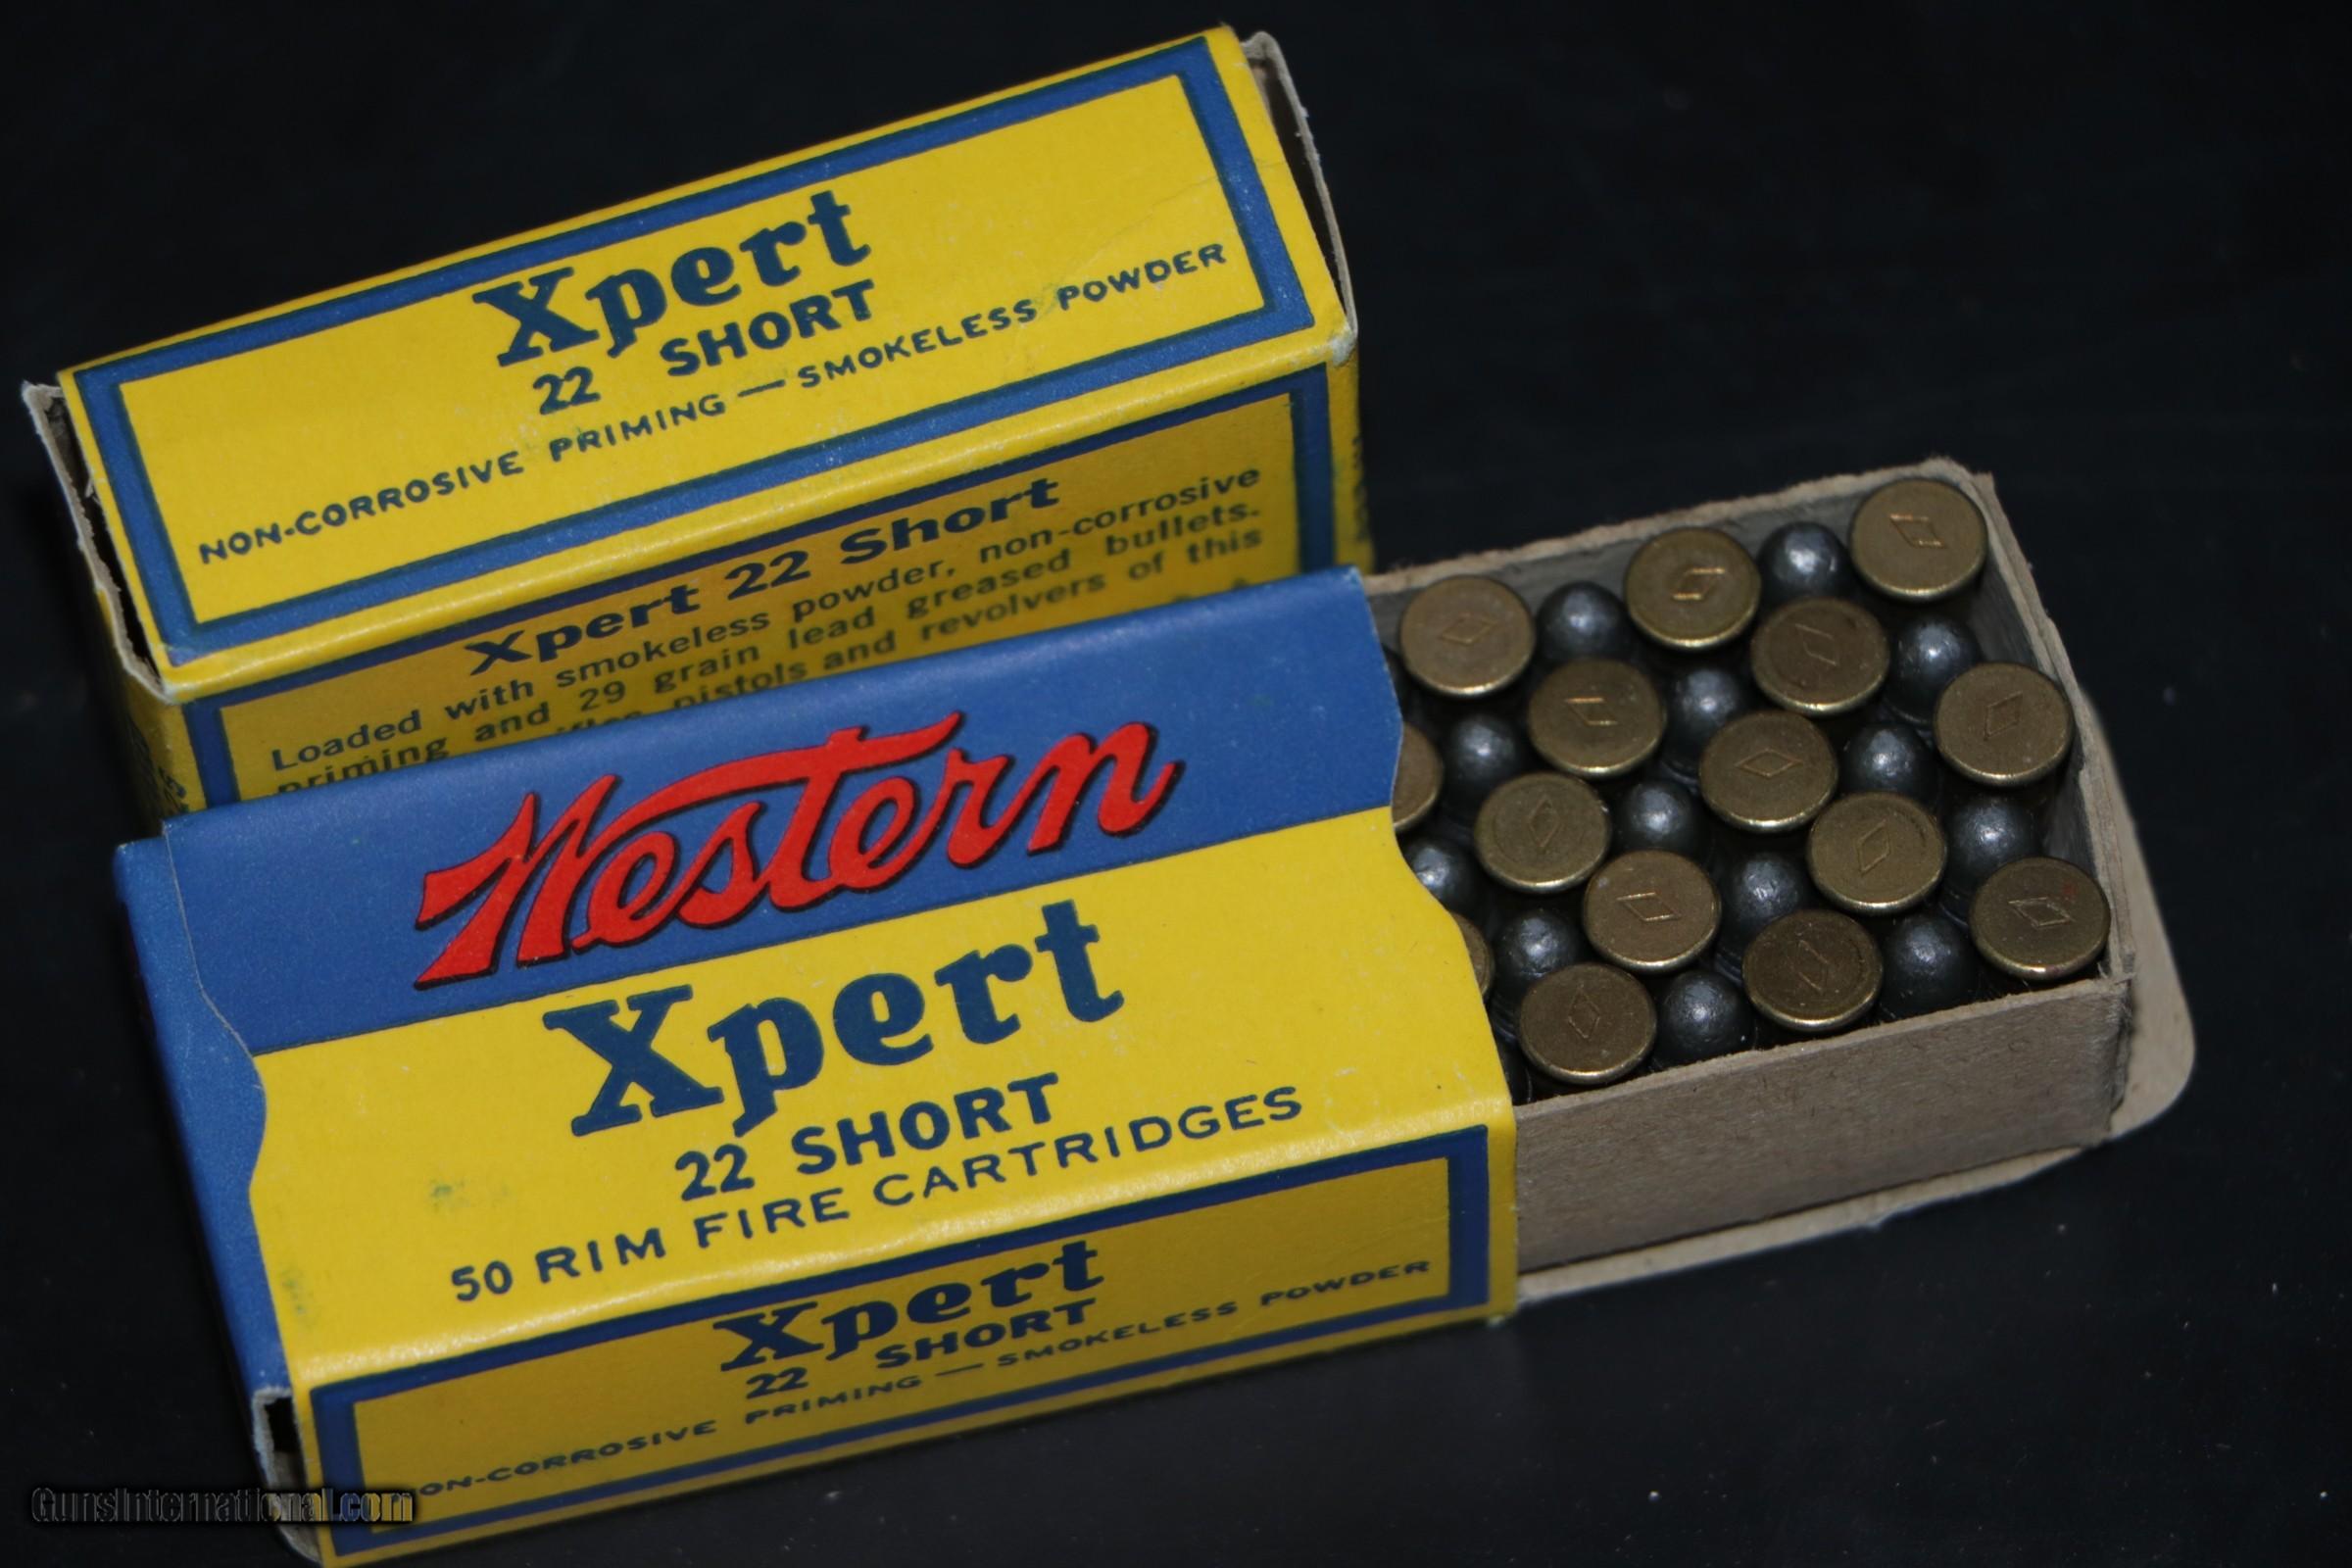 Xpert
22 SHORT
NON-CORROSIVE PRIMING — SMOKELESS POWDER
Xpert 22 Short
Loaded with smokeless powder, non-corrosive
priming and 29 grain lead greased bullets.
pistols and revolvers of this
Western
Xpert
22 SHORT
50 RIM FIRE CARTRIDGES
Xpert
22 SHORT
ON-CORROSIVE PRIMING — SMOKELESS POWDER
GunsInternational.com